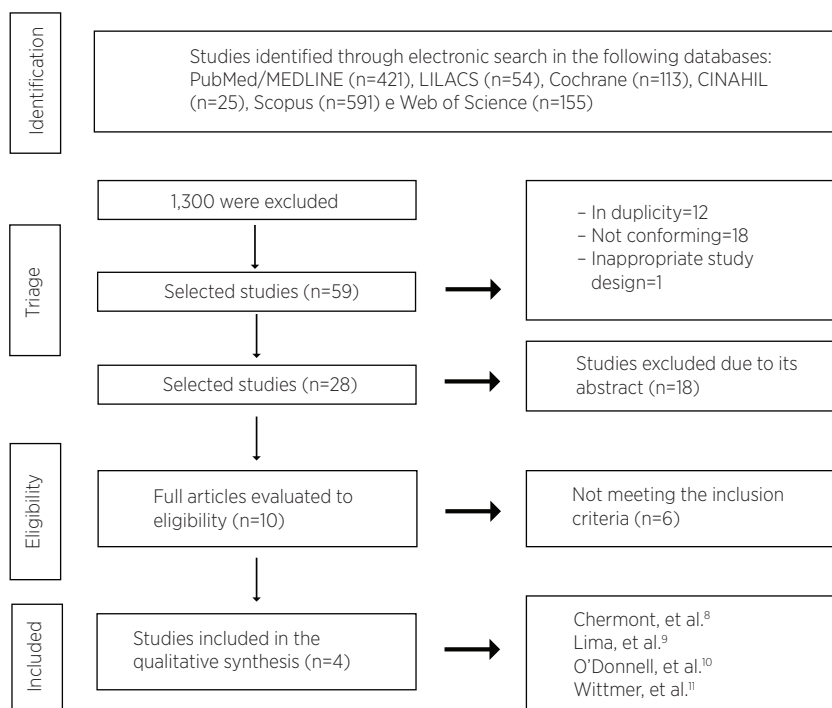 Identification
Studies identified through electronic search in the following databases:
PubMed/MEDLINE (n=421), LILACS (n=54), Cochrane (n=113), CINAHIL
(n=25), Scopus (n=591) e Web of Science (n=155)
Triage
1,300 were excluded
Selected studies (n=59)
– In duplicity=12
– Not conforming=18
– Inappropriate study
design=1
Selected studies (n=28)
Studies excluded due to its
abstract (n=18)
Eligibility
Full articles evaluated to
eligibility (n=10)
Not meeting the inclusion
criteria (n=6)
Included
Studies included in the
qualitative synthesis (n=4)
Chermont, et al.⁸
Lima, et al.⁹
O’Donnell, et al.¹⁰
Wittmer, et al.¹¹